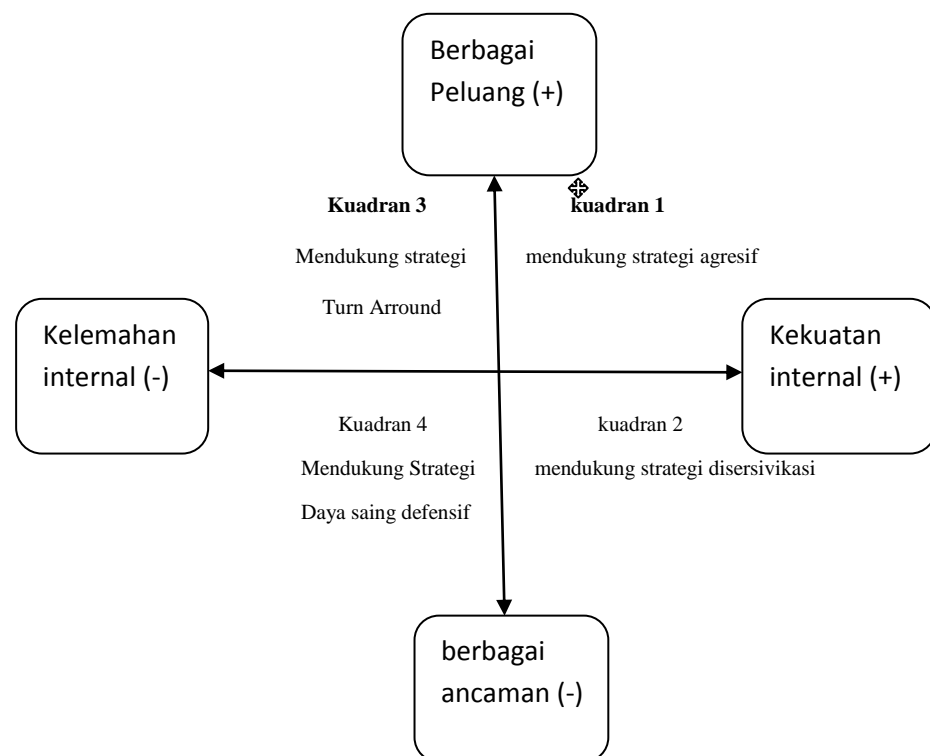 Berbagai
Peluang (+)
Kuadran 3
kuadran 1
Mendukung strategi
mendukung strategi agresif
Turn Arround
Kelemahan
internal (-)
Kekuatan
internal (+)
Kuadran 4
kuadran 2
Mendukung Strategi
mendukung strategi disersivikasi
Daya saing defensif
berbagai
ancaman (-)